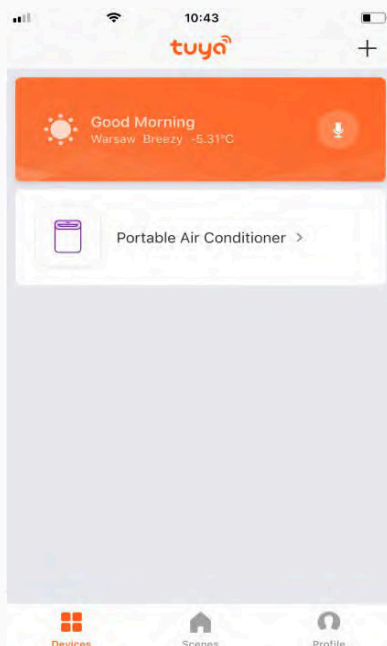 10:43
tuya
+
Good Morning
Warsaw Breezy -5.31°C
Portable Air Conditioner >
Devices
Scenes
Profile